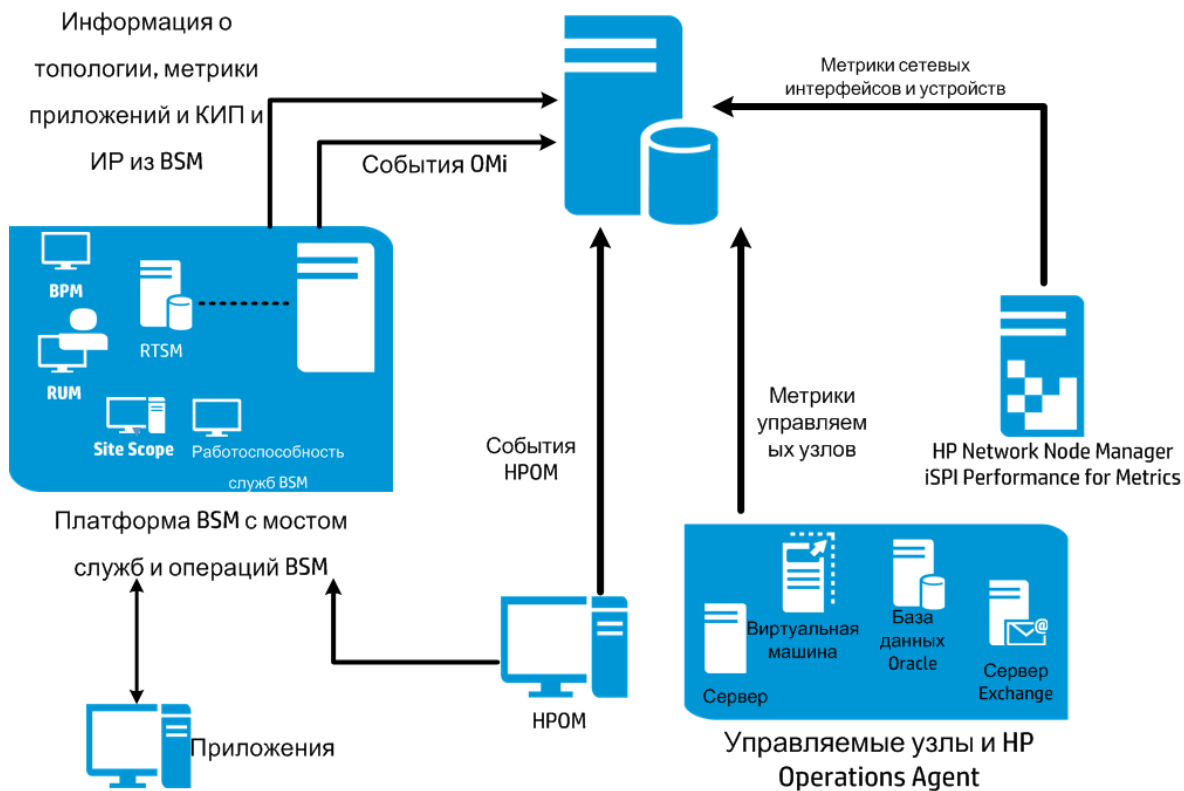 Информация о
топологии, метрики
приложений и КИП и
ИР из BSM
События OMi
Метрики сетевых
интерфейсов и устройств
BPM
RTSM
RUM
Site Scope
Работоспособность
служб BSM
Платформа BSM с мостом
служб и операций BSM
Приложения
События
HPOM
HPOM
Метрики
управляем
ых узлов
HP Network Node Manager
iSPI Performance for Metrics
Сервер
Виртуальная
машина
База
данных
Oracle
Сервер
Exchange
Управляемые узлы и HP
Operations Agent